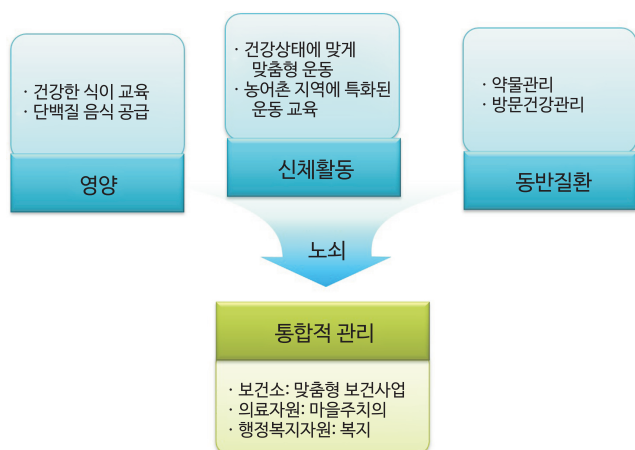 · 건강한 식이 교육
· 단백질 음식 공급
영양
· 건강상태에 맞게
맞춤형 운동
· 농어촌 지역에 특화된
운동 교육
신체활동
· 약물관리
· 방문건강관리
동반질환
노쇠
통합적 관리
· 보건소: 맞춤형 보건사업
· 의료자원: 마을주치의
· 행정복지자원: 복지